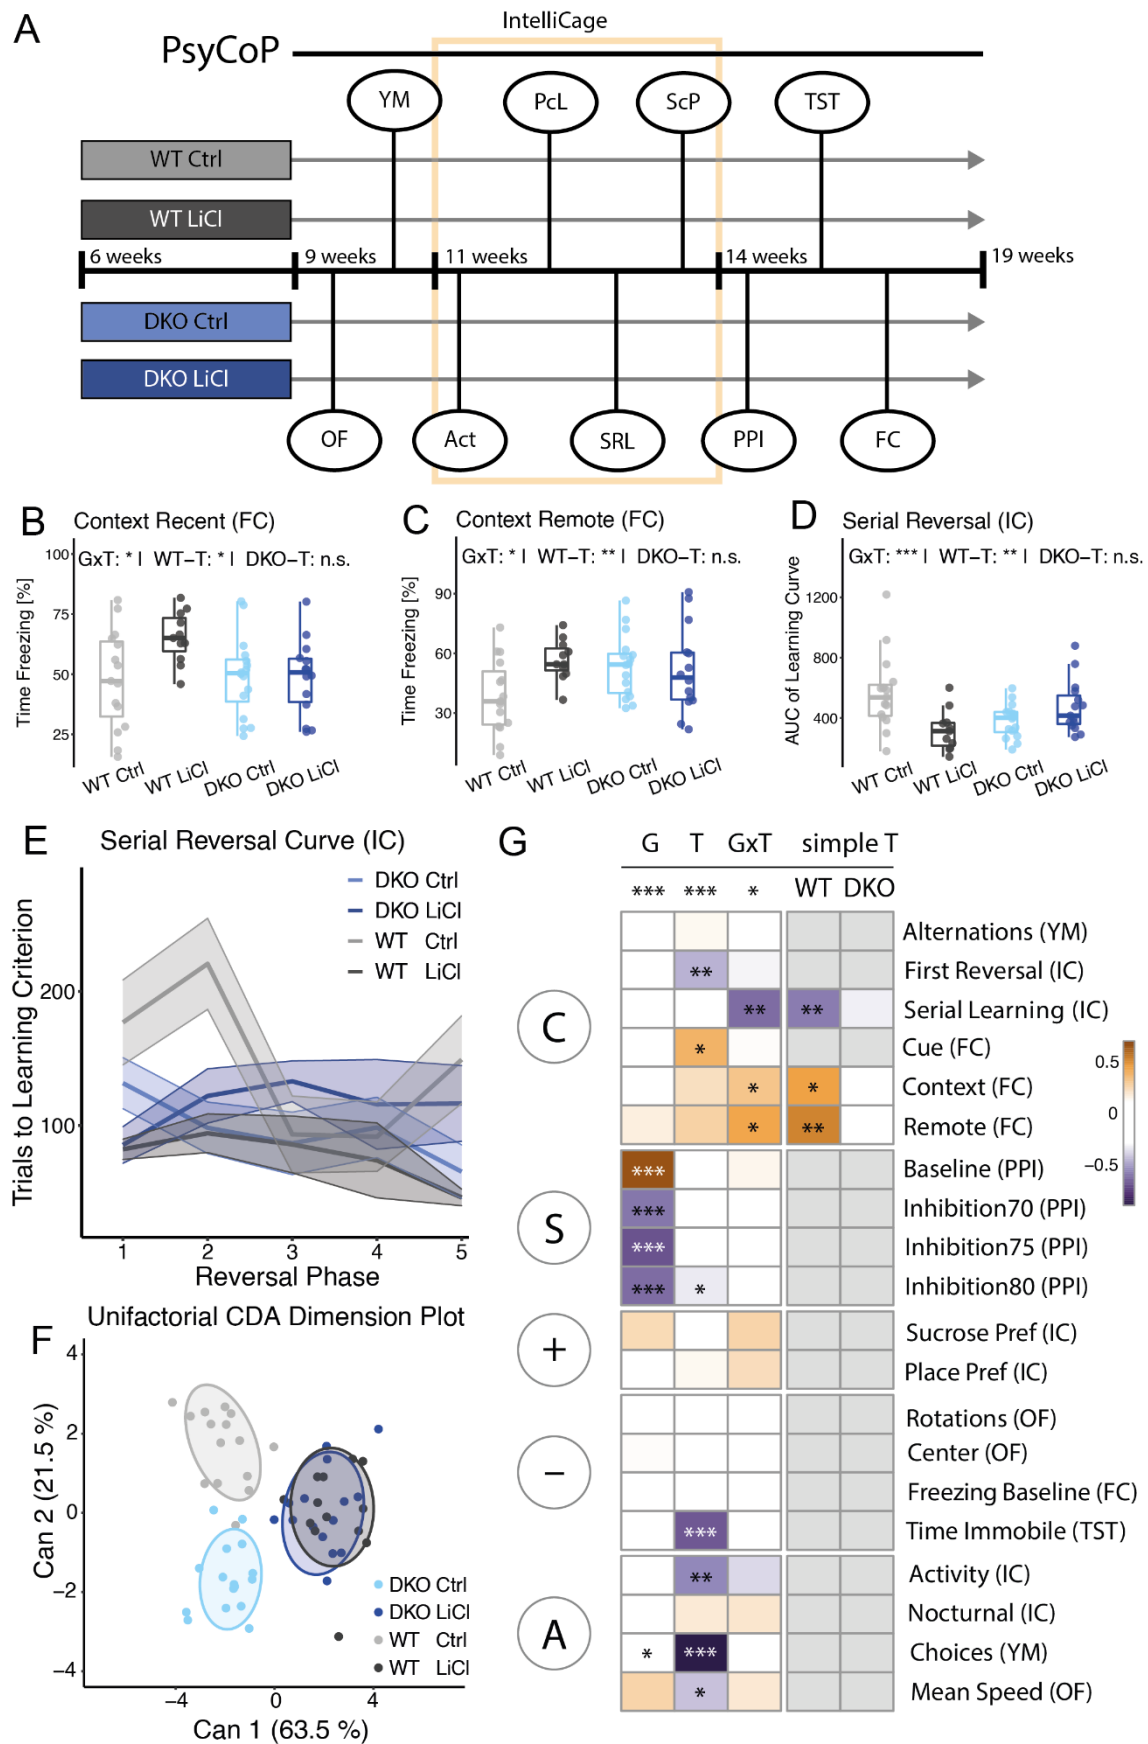 A
IntelliCage
PsyCoP
YM
PcL
ScP
TST
WT Ctrl
WT LiCl
6 weeks
9 weeks
11 weeks
14 weeks
19 weeks
DKO Ctrl
DKO LiCl
OF
Act
SRL
PPI
FC
B
Context Recent (FC)
GxT: * I WT–T: * I DKO–T: n.s.
Time Freezing [%]
100
75
50
25
WT Ctrl
WT LiCl
DKO Ctrl
DKO LiCl
C
Context Remote (FC)
GxT: * I WT–T: ** I DKO–T: n.s.
Time Freezing [%]
90
60
30
WT Ctrl
WT LiCl
DKO Ctrl
DKO LiCl
D
Serial Reversal (IC)
GxT: *** I WT–T: ** I DKO–T: n.s.
AUC of Learning Curve
1200
800
400
WT Ctrl
WT LiCl
DKO Ctrl
DKO LiCl
E
Serial Reversal Curve (IC)
DKO Ctrl
DKO LiCl
WT Ctrl
WT LiCl
Trials to Learning Criterion
200
100
1 2 3 4 5
Reversal Phase
F
Unifactorial CDA Dimension Plot
Can 2 (21.5 %)
4
2
0
−2
−4
DKO Ctrl
DKO LiCl
WT Ctrl
WT LiCl
−4 0 4
Can 1 (63.5 %)
G
G T GxT simple T
*** *** * WT DKO
C
Alternations (YM)
** First Reversal (IC)
** ** Serial Learning (IC)
* Cue (FC)
* * Context (FC)
* ** Remote (FC)
S
*** Baseline (PPI)
*** Inhibition70 (PPI)
*** Inhibition75 (PPI)
*** * Inhibition80 (PPI)
+
Sucrose Pref (IC)
Place Pref (IC)
−
Rotations (OF)
Center (OF)
Freezing Baseline (FC)
*** Time Immobile (TST)
A
** Activity (IC)
Nocturnal (IC)
* *** Choices (YM)
* Mean Speed (OF)
0.5
0
−0.5